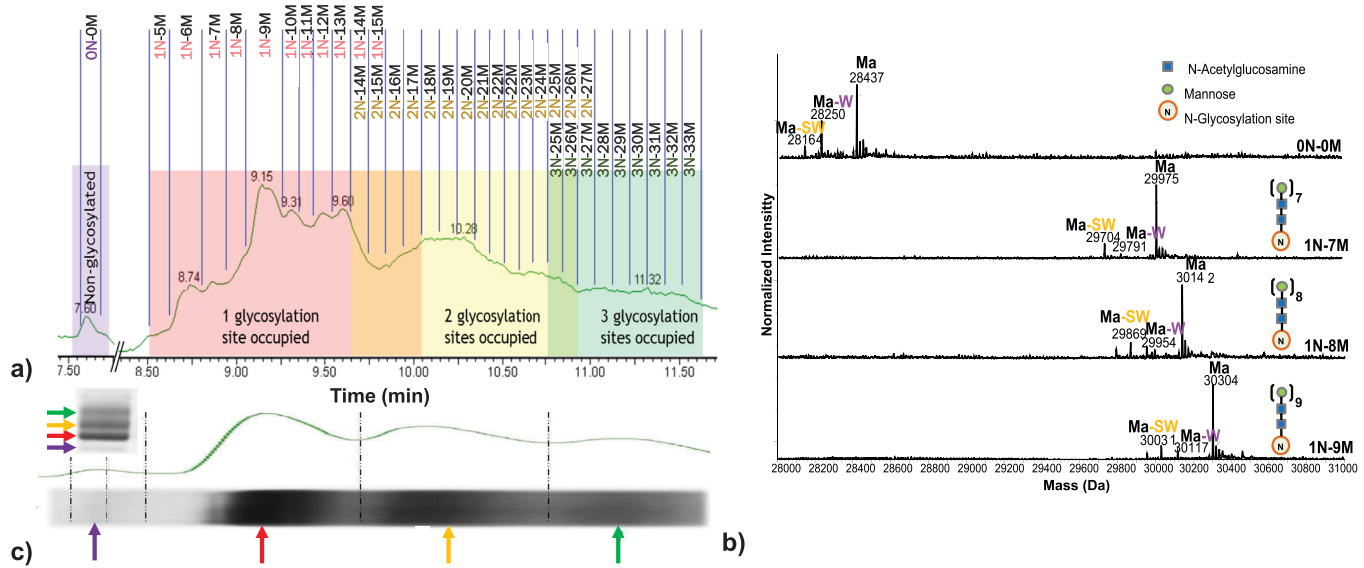 0N-0M
1N-5M
1N-6M
1N-7M
1N-8M
1N-9M
1N-10M
1N-11M
1N-12M
1N-13M
1N-14M
1N-15M
2N-14M
2N-15M
2N-16M
2N-17M
2N-18M
2N-19M
2N-20M
2N-21M
2N-22M
2N-22M
2N-23M
2N-24M
2N-25M
2N-26M
2N-27M
3N-25M
3N-26M
3N-27M
3N-28M
3N-29M
3N-30M
3N-31M
3N-32M
3N-33M
Non-glycosylated
7.60
8.74
9.15
9.31
9.60
10.28
11.32
1 glycosylation
site occupied
2 glycosylation
sites occupied
3 glycosylation
sites occupied
a)
7.50 8.50 9.00 9.50 10.00 10.50 11.00 11.50
Time (min)
c)
N-Acetylglucosamine
Mannose
N
N-Glycosylation site
Ma
28437
Ma-W
28250
Ma-SW
28164
0N-0M
Ma
29975
Ma-SW
29704
Ma-W
29791
7
N
1N-7M
Ma
3014 2
Ma-SW
29869
Ma-W
29954
8
N
1N-8M
Ma
30304
Ma-SW
3003 1
Ma-W
30117
9
N
1N-9M
Normalized Intensitty
28000 28200 28400 28600 28800 29000 29200 29400 29600 29800 30000 30200 30400 30600 30800 31000
Mass (Da)
b)